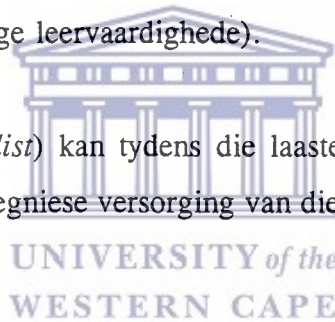 ge leervaardighede).
list) kan tydens die laaste
egniese versorging van die
UNIVERSITY of the
WESTERN CAPE